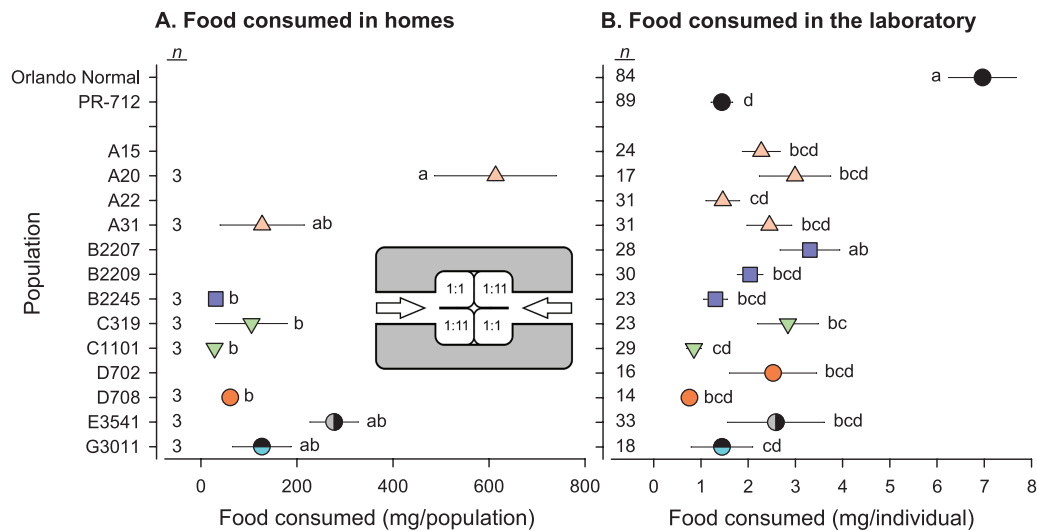 A. Food consumed in homes
B. Food consumed in the laboratory
n
n
Orlando Normal 84 a
PR-712 89 d
A15 24 bcd
A20 3 a 17 bcd
A22 31 cd
A31 3 ab 31 bcd
B2207 28 ab
B2209 30 bcd
B2245 3 b 23 bcd
C319 3 b 23 bc
C1101 3 b 29 cd
D702 16 bcd
D708 3 b 14 bcd
E3541 3 ab 33 bcd
G3011 3 ab 18 cd
1:1 1:11
1:11 1:1
Population
0 200 400 600 800
0 1 2 3 4 5 6 7 8
Food consumed (mg/population)
Food consumed (mg/individual)